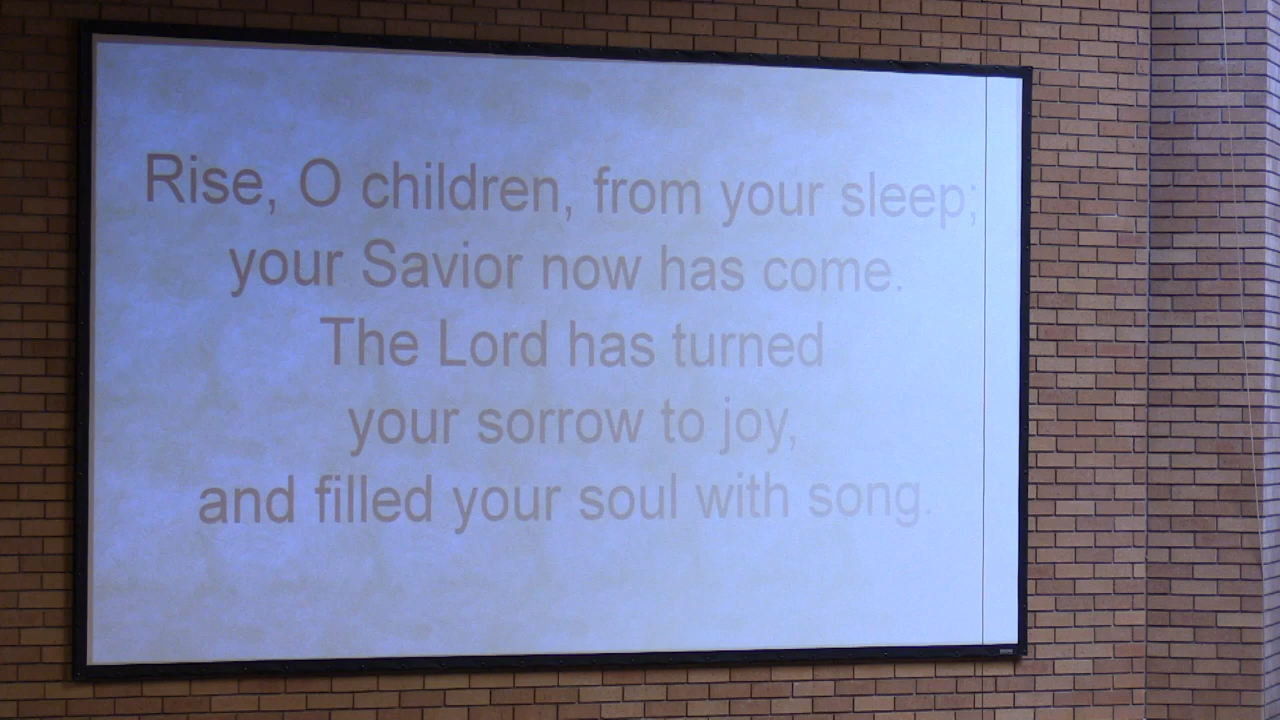 Rise, O children, from your sleep;
your Savior now has come.
The Lord has turned
your sorrow to joy,
and filled your soul with song.